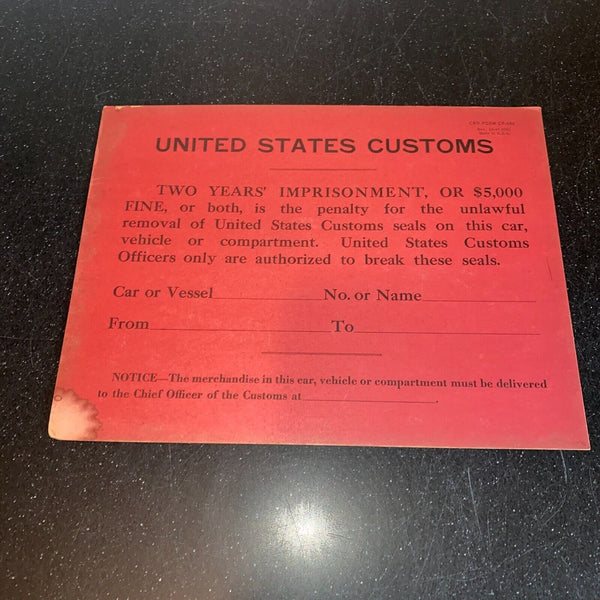 UNITED STATES CUSTOMS
TWO YEARS' IMPRISONMENT, OR $5,000
FINE, or both, is the penalty for the unlawful
removal of United States Customs seals on this car,
vehicle or compartment. United States Customs
Officers only are authorized to break these seals.
Car or Vessel No. or Name
From To
NOTICE—The merchandise in this car, vehicle or compartment must be delivered
to the Chief Officer of the Customs at .